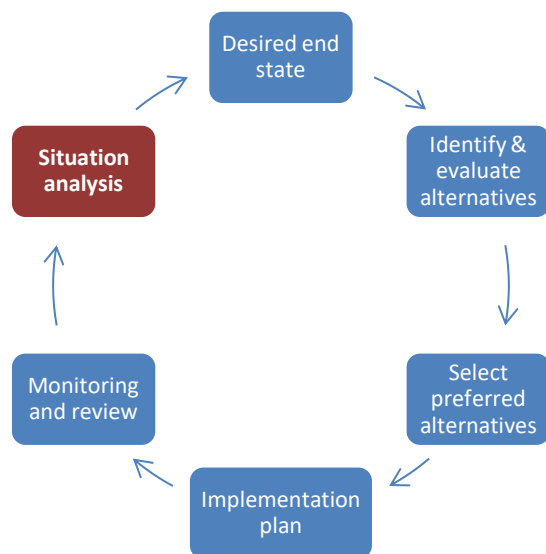 Desired end
state
Identify &
evaluate
alternatives
Select
preferred
alternatives
Implementation
plan
Monitoring
and review
Situation
analysis